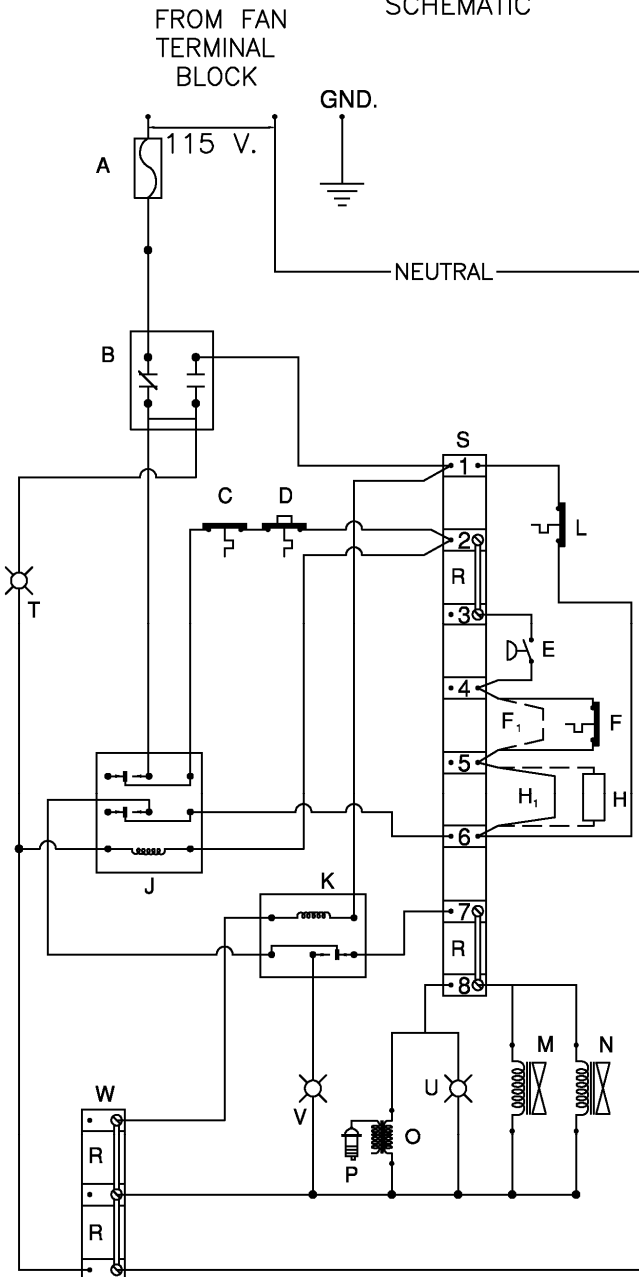 SCHEMATIC
FROM FAN
TERMINAL
BLOCK
GND.
115 V.
A
NEUTRAL
B
S
1
C
D
L
2
R
T
3
E
4
F1
F
5
H1
H
6
J
K
7
R
8
M
N
W
V
U
O
P
R
R